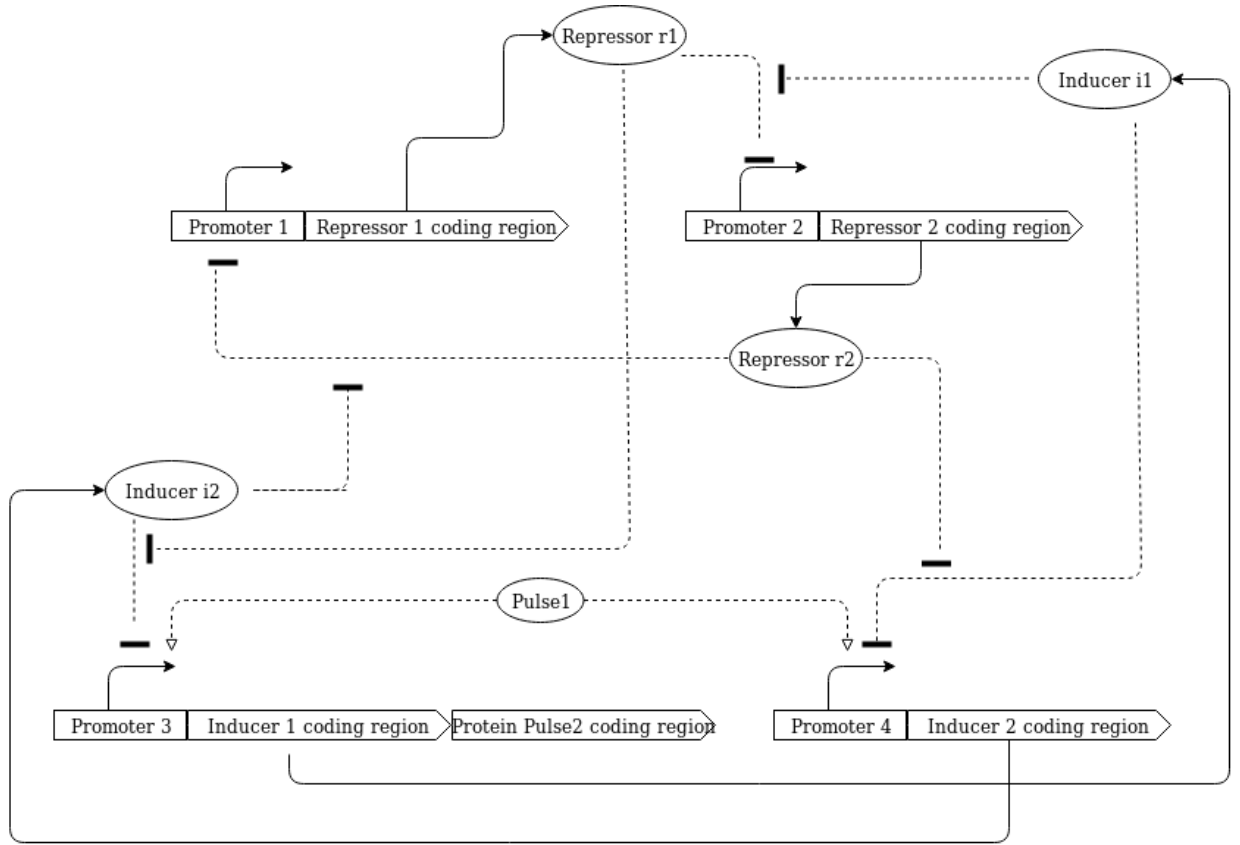 Repressor r1
Inducer i1
Promoter 1
Repressor 1 coding region
Promoter 2
Repressor 2 coding region
Repressor r2
Inducer i2
Pulse1
Promoter 3
Inducer 1 coding region
Protein Pulse2 coding region
Promoter 4
Inducer 2 coding region